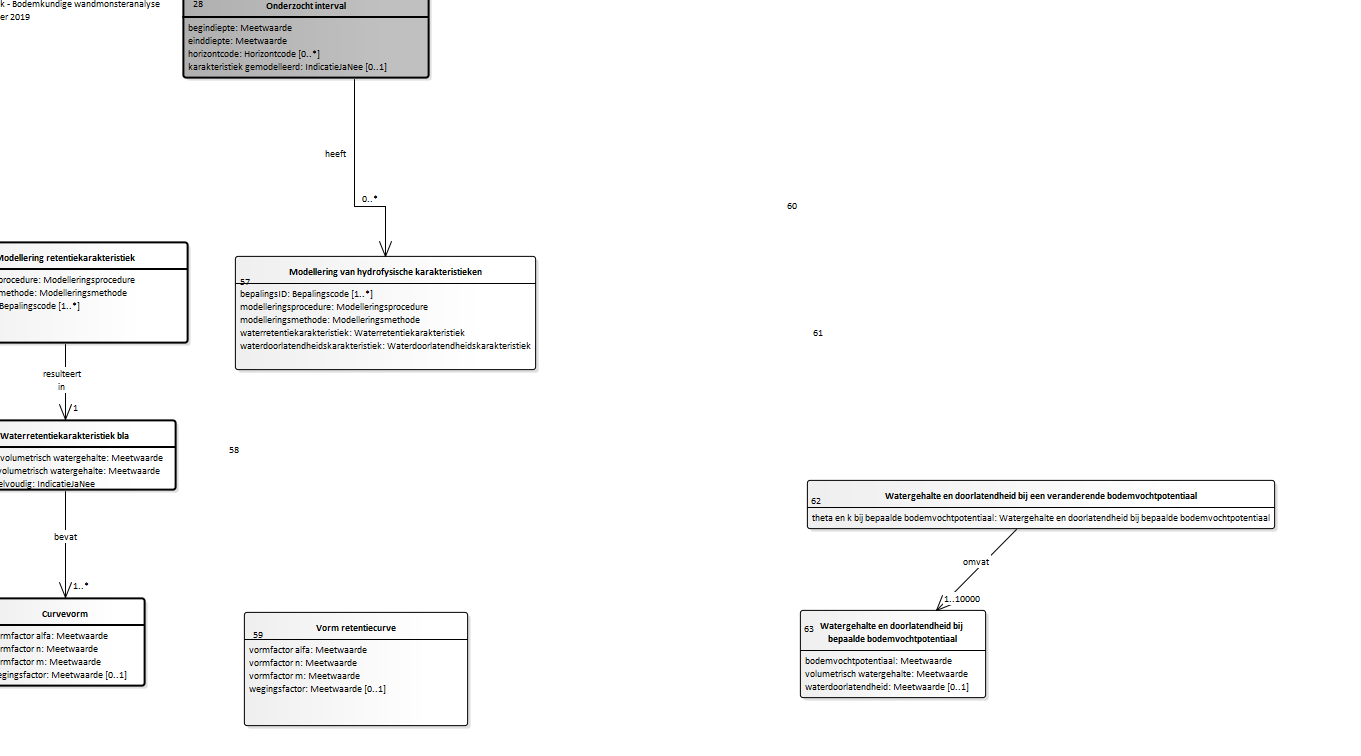 k - Bodemkundige wandmonsteranalyse
er 2019
28
Onderzocht interval
begindiepte: Meetwaarde
einddiepte: Meetwaarde
horizontcode: Horizontcode [0..*]
karakteristiek gemodelleerd: IndicatieJaNee [0..1]
heeft
0..*
60
Modellering retentiekarakteristiek
procedure: Modelleringsprocedure
methode: Modelleringsmethode
Bepalingscode [1..*]
Modellering van hydrofysische karakteristieken
57
bepalingsID: Bepalingscode [1..*]
modelleringsprocedure: Modelleringsprocedure
modelleringsmethode: Modelleringsmethode
waterretentiekarakteristiek: Waterretentiekarakteristiek
waterdoorlatendheidskarakteristiek: Waterdoorlatendheidskarakteristiek
61
resulteert
in
1
Waterretentiekarakteristiek bla
volumetrisch watergehalte: Meetwaarde
volumetrisch watergehalte: Meetwaarde
elvoudig: IndicatieJaNee
58
62
Watergehalte en doorlatendheid bij een veranderende bodemvochtpotentiaal
theta en k bij bepaalde bodemvochtpotentiaal: Watergehalte en doorlatendheid bij bepaalde bodemvochtpotentiaal
bevat
1..*
omvat
1..10000
Curvevorm
rmfactor alfa: Meetwaarde
rmfactor n: Meetwaarde
rmfactor m: Meetwaarde
egingsfactor: Meetwaarde [0..1]
59
Vorm retentiecurve
vormfactor alfa: Meetwaarde
vormfactor n: Meetwaarde
vormfactor m: Meetwaarde
wegingsfactor: Meetwaarde [0..1]
63
Watergehalte en doorlatendheid bij
bepaalde bodemvochtpotentiaal
bodemvochtpotentiaal: Meetwaarde
volumetrisch watergehalte: Meetwaarde
waterdoorlatendheid: Meetwaarde [0..1]